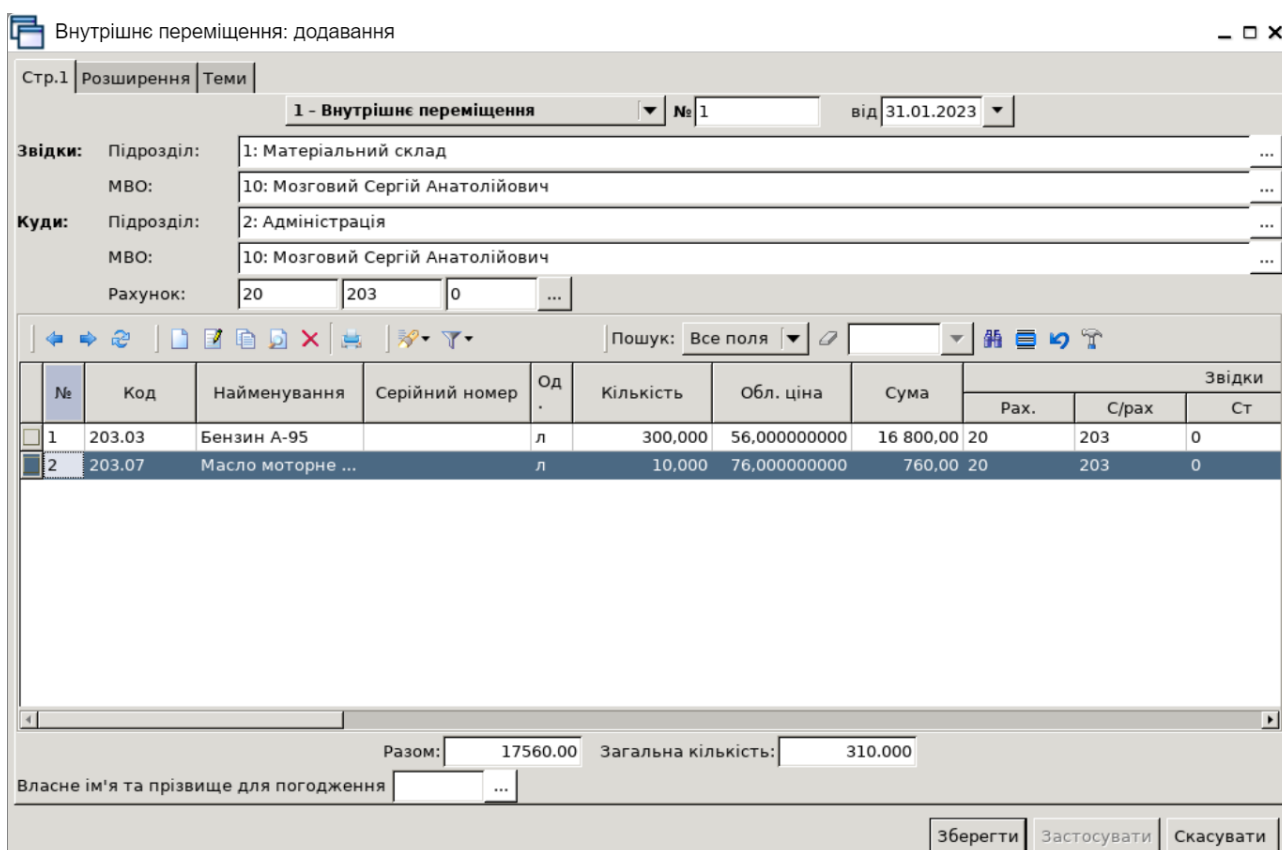 Внутрішнє переміщення: додавання
Стр.1 Розширення Теми
1 - Внутрішнє переміщення № 1 від 31.01.2023
Звідки: Підрозділ: 1: Матеріальний склад ...
МВО: 10: Мозговий Сергій Анатолійович ...
Куди: Підрозділ: 2: Адміністрація ...
МВО: 10: Мозговий Сергій Анатолійович ...
Рахунок: 20 203 0 ...
Пошук: Все поля
№ Код Найменування Серійний номер Од. Кількість Обл. ціна Сума Звідки
Рах. С/рах Ст
1 203.03 Бензин А-95 л 300,000 56,000000000 16 800,00 20 203 0
2 203.07 Масло моторне ... л 10,000 76,000000000 760,00 20 203 0
Разом: 17560.00 Загальна кількість: 310.000
Власне ім'я та прізвище для погодження ...
Зберегти Застосувати Скасувати